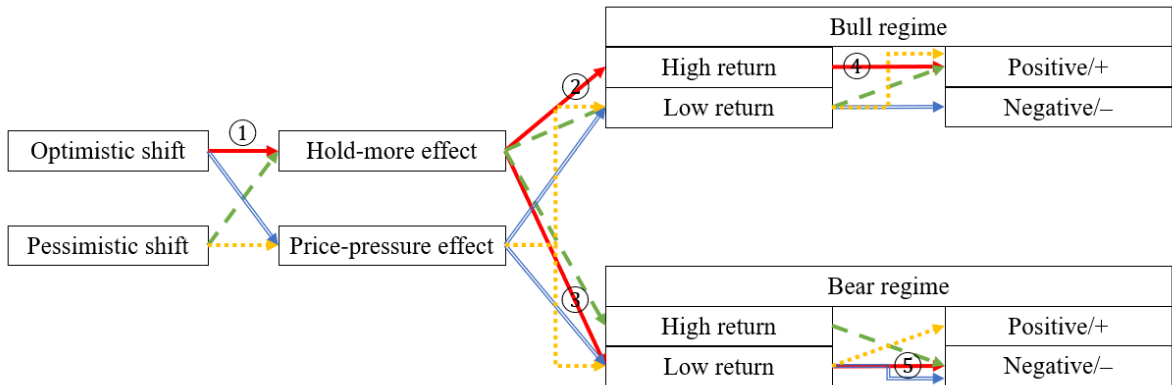 Bull regime
High return ④ Positive/+
② Low return Negative/–
①
Optimistic shift Hold-more effect
Pessimistic shift Price-pressure effect
Bear regime
③
High return Positive/+
Low return ⑤ Negative/–